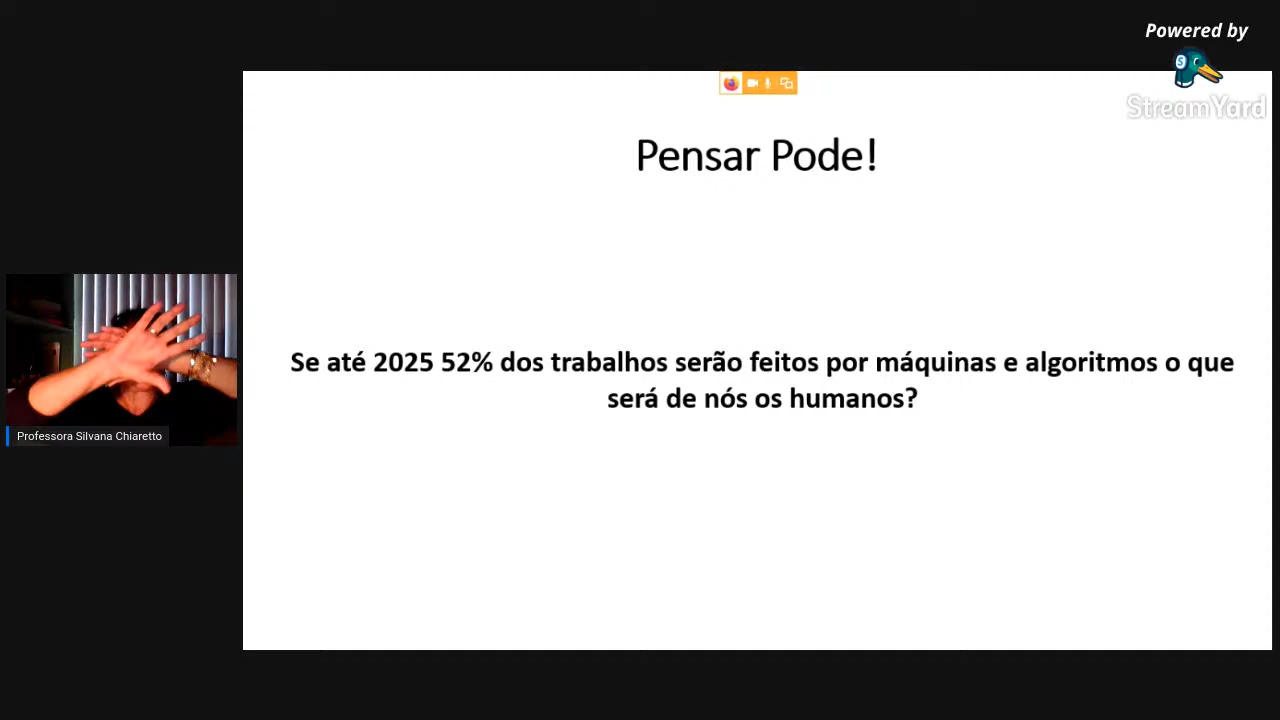 Powered by
StreamYard
Pensar Pode!
Se até 2025 52% dos trabalhos serão feitos por máquinas e algoritmos o que
será de nós os humanos?
Professora Silvana Chiaretto